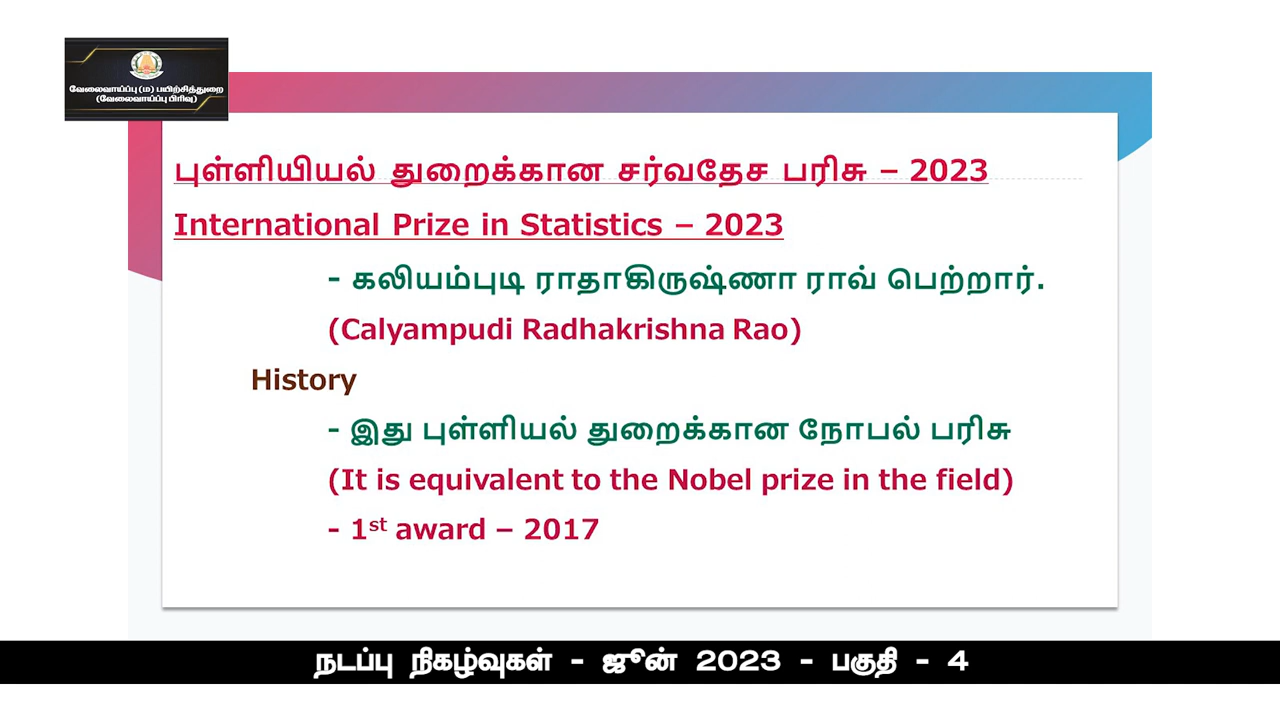 வேலைவாய்ப்பு (ம) பயிற்சித்துறை
(வேலைவாய்ப்பு பிரிவு)
புள்ளியியல் துறைக்கான சர்வதேச பரிசு – 2023
International Prize in Statistics – 2023
- கலியம்புடி ராதாகிருஷ்ணா ராவ் பெற்றார்.
(Calyampudi Radhakrishna Rao)
History
- இது புள்ளியல் துறைக்கான நோபல் பரிசு
(It is equivalent to the Nobel prize in the field)
- 1st award – 2017
நடப்பு நிகழ்வுகள் - ஜூன் 2023 - பகுதி - 4